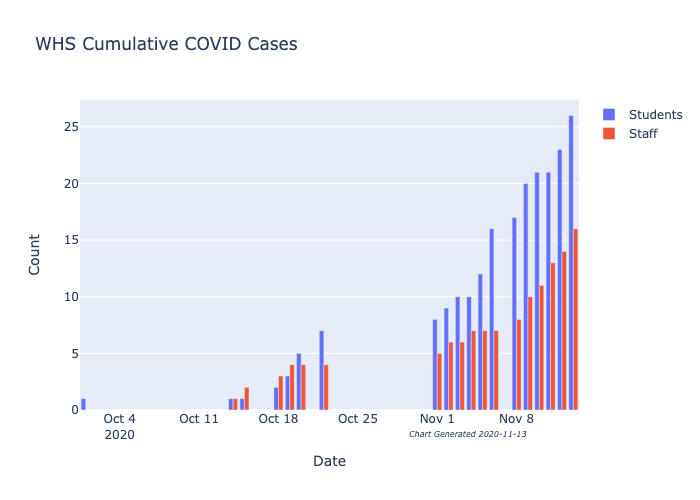 WHS Cumulative COVID Cases
Students
Staff
Count
25
20
15
10
5
0
Oct 4
2020
Oct 11
Oct 18
Oct 25
Nov 1
Nov 8
Chart Generated 2020-11-13
Date